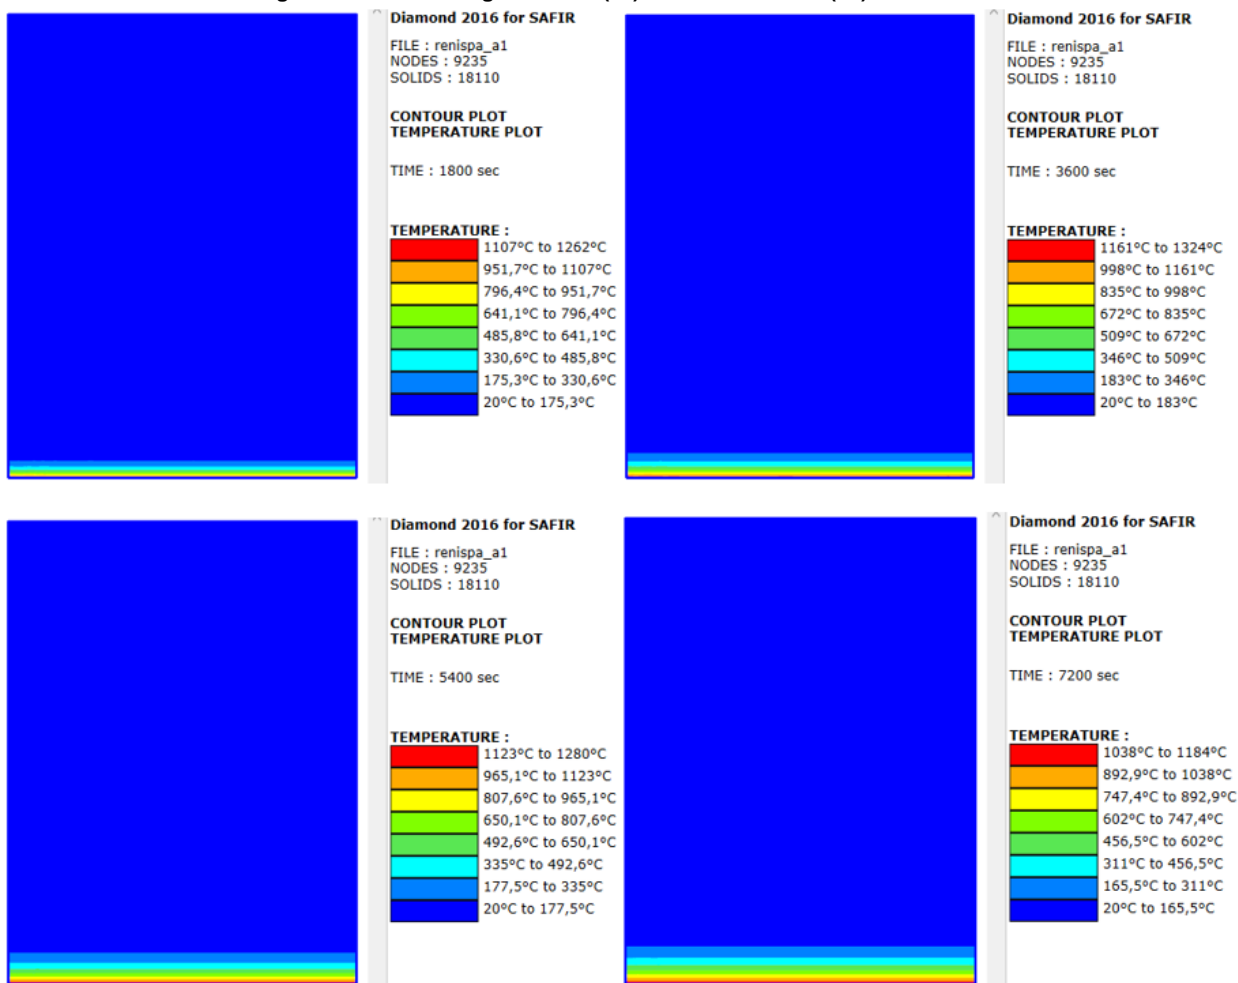 Diamond 2016 for SAFIR
FILE : renispa_a1
NODES : 9235
SOLIDS : 18110
CONTOUR PLOT
TEMPERATURE PLOT
TIME : 1800 sec
TEMPERATURE :
1107°C to 1262°C
951,7°C to 1107°C
796,4°C to 951,7°C
641,1°C to 796,4°C
485,8°C to 641,1°C
330,6°C to 485,8°C
175,3°C to 330,6°C
20°C to 175,3°C
Diamond 2016 for SAFIR
FILE : renispa_a1
NODES : 9235
SOLIDS : 18110
CONTOUR PLOT
TEMPERATURE PLOT
TIME : 3600 sec
TEMPERATURE :
1161°C to 1324°C
998°C to 1161°C
835°C to 998°C
672°C to 835°C
509°C to 672°C
346°C to 509°C
183°C to 346°C
20°C to 183°C
Diamond 2016 for SAFIR
FILE : renispa_a1
NODES : 9235
SOLIDS : 18110
CONTOUR PLOT
TEMPERATURE PLOT
TIME : 5400 sec
TEMPERATURE :
1123°C to 1280°C
965,1°C to 1123°C
807,6°C to 965,1°C
650,1°C to 807,6°C
492,6°C to 650,1°C
335°C to 492,6°C
177,5°C to 335°C
20°C to 177,5°C
Diamond 2016 for SAFIR
FILE : renispa_a1
NODES : 9235
SOLIDS : 18110
CONTOUR PLOT
TEMPERATURE PLOT
TIME : 7200 sec
TEMPERATURE :
1038°C to 1184°C
892,9°C to 1038°C
747,4°C to 892,9°C
602°C to 747,4°C
456,5°C to 602°C
311°C to 456,5°C
165,5°C to 311°C
20°C to 165,5°C